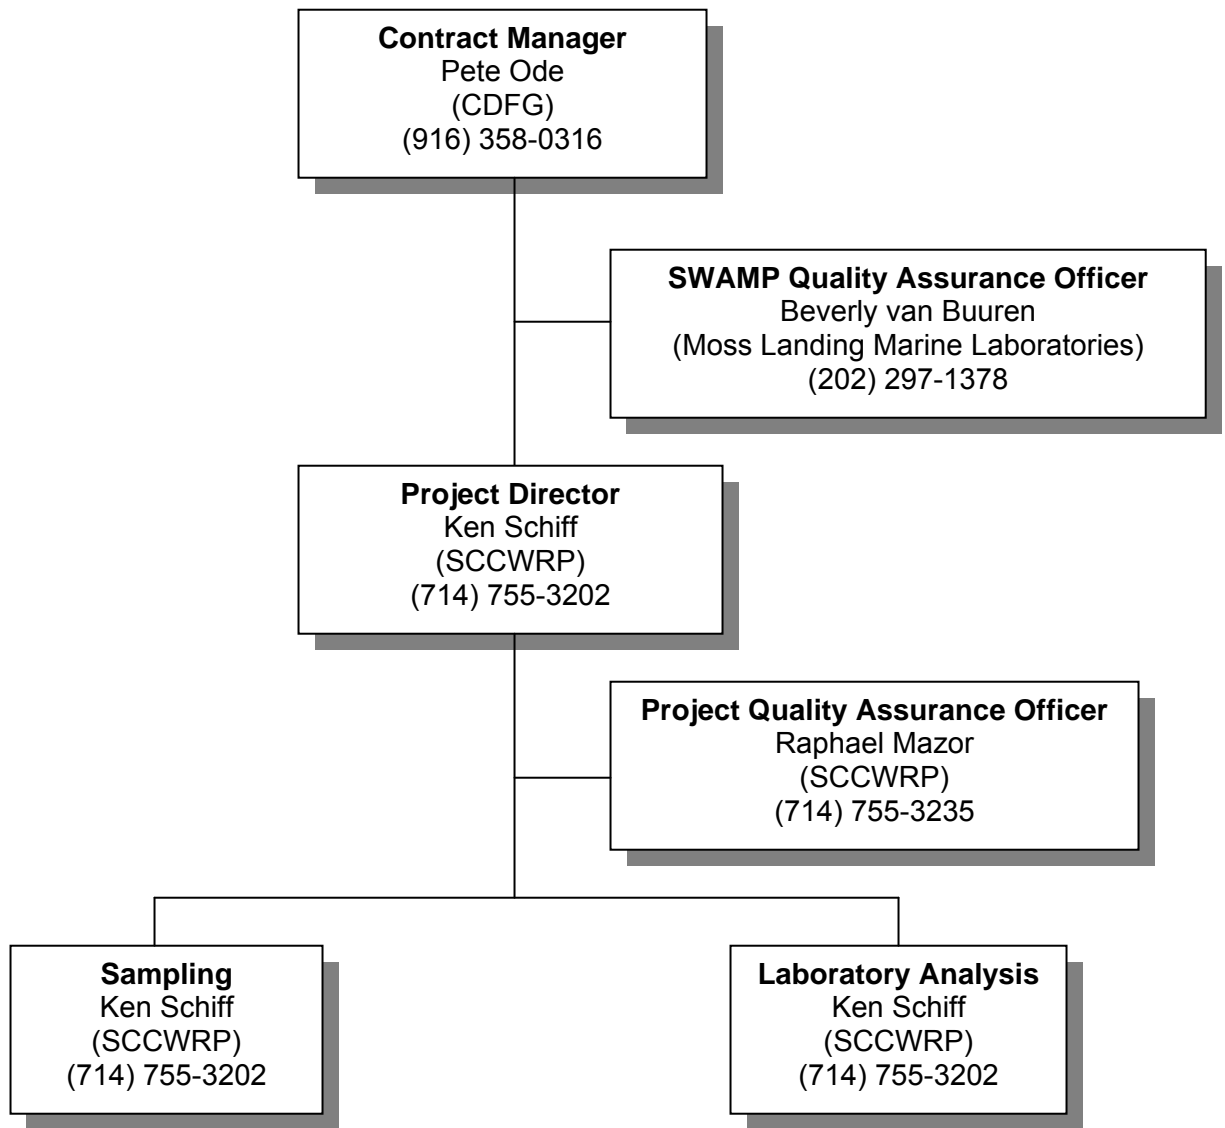 Contract Manager
Pete Ode
(CDFG)
(916) 358-0316
SWAMP Quality Assurance Officer
Beverly van Buuren
(Moss Landing Marine Laboratories)
(202) 297-1378
Project Director
Ken Schiff
(SCCWRP)
(714) 755-3202
Project Quality Assurance Officer
Raphael Mazor
(SCCWRP)
(714) 755-3235
Sampling
Ken Schiff
(SCCWRP)
(714) 755-3202
Laboratory Analysis
Ken Schiff
(SCCWRP)
(714) 755-3202